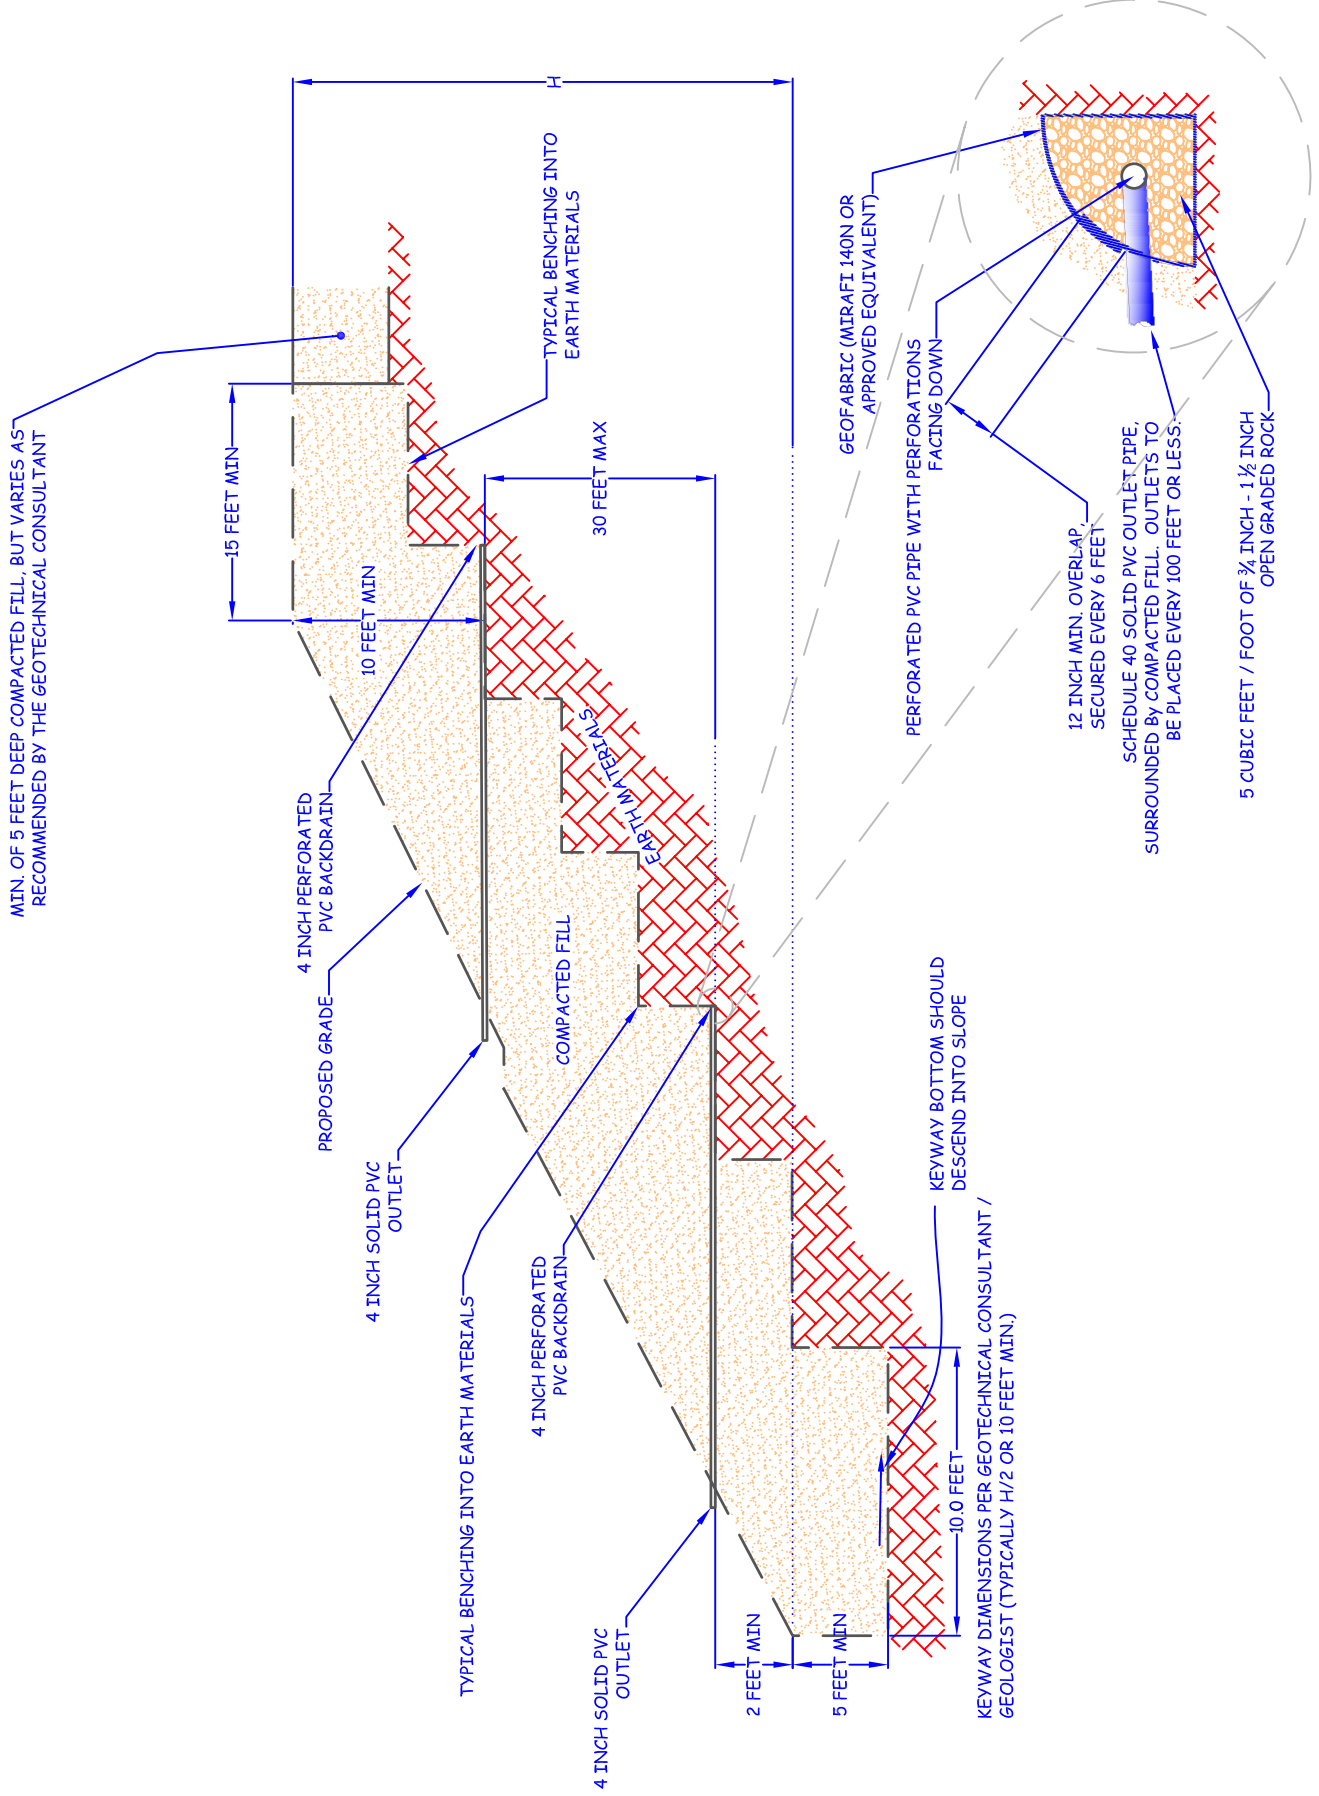 MIN. OF 5 FEET DEEP COMPACTED FILL, BUT VARIES AS
RECOMMENDED BY THE GEOTECHNICAL CONSULTANT
15 FEET MIN
10 FEET MIN
4 INCH PERFORATED
PVC BACKDRAIN
PROPOSED GRADE
4 INCH SOLID PVC
OUTLET
TYPICAL BENCHING INTO EARTH MATERIALS
4 INCH PERFORATED
PVC BACKDRAIN
4 INCH SOLID PVC
OUTLET
COMPACTED FILL
EARTH MATERIALS
H
TYPICAL BENCHING INTO
EARTH MATERIALS
30 FEET MAX
2 FEET MIN
5 FEET MIN
KEYWAY BOTTOM SHOULD
DESCEND INTO SLOPE
10.0 FEET
KEYWAY DIMENSIONS PER GEOTECHNICAL CONSULTANT /
GEOLOGIST (TYPICALLY H/2 OR 10 FEET MIN.)
GEOFABRIC (MIRAFI 140N OR
APPROVED EQUIVALENT)
PERFORATED PVC PIPE WITH PERFORATIONS
FACING DOWN
12 INCH MIN. OVERLAP,
SECURED EVERY 6 FEET
SCHEDULE 40 SOLID PVC OUTLET PIPE,
SURROUNDED By COMPACTED FILL. OUTLETS TO
BE PLACED EVERY 100 FEET OR LESS.
5 CUBIC FEET / FOOT OF ¾ INCH - 1 ½ INCH
OPEN GRADED ROCK